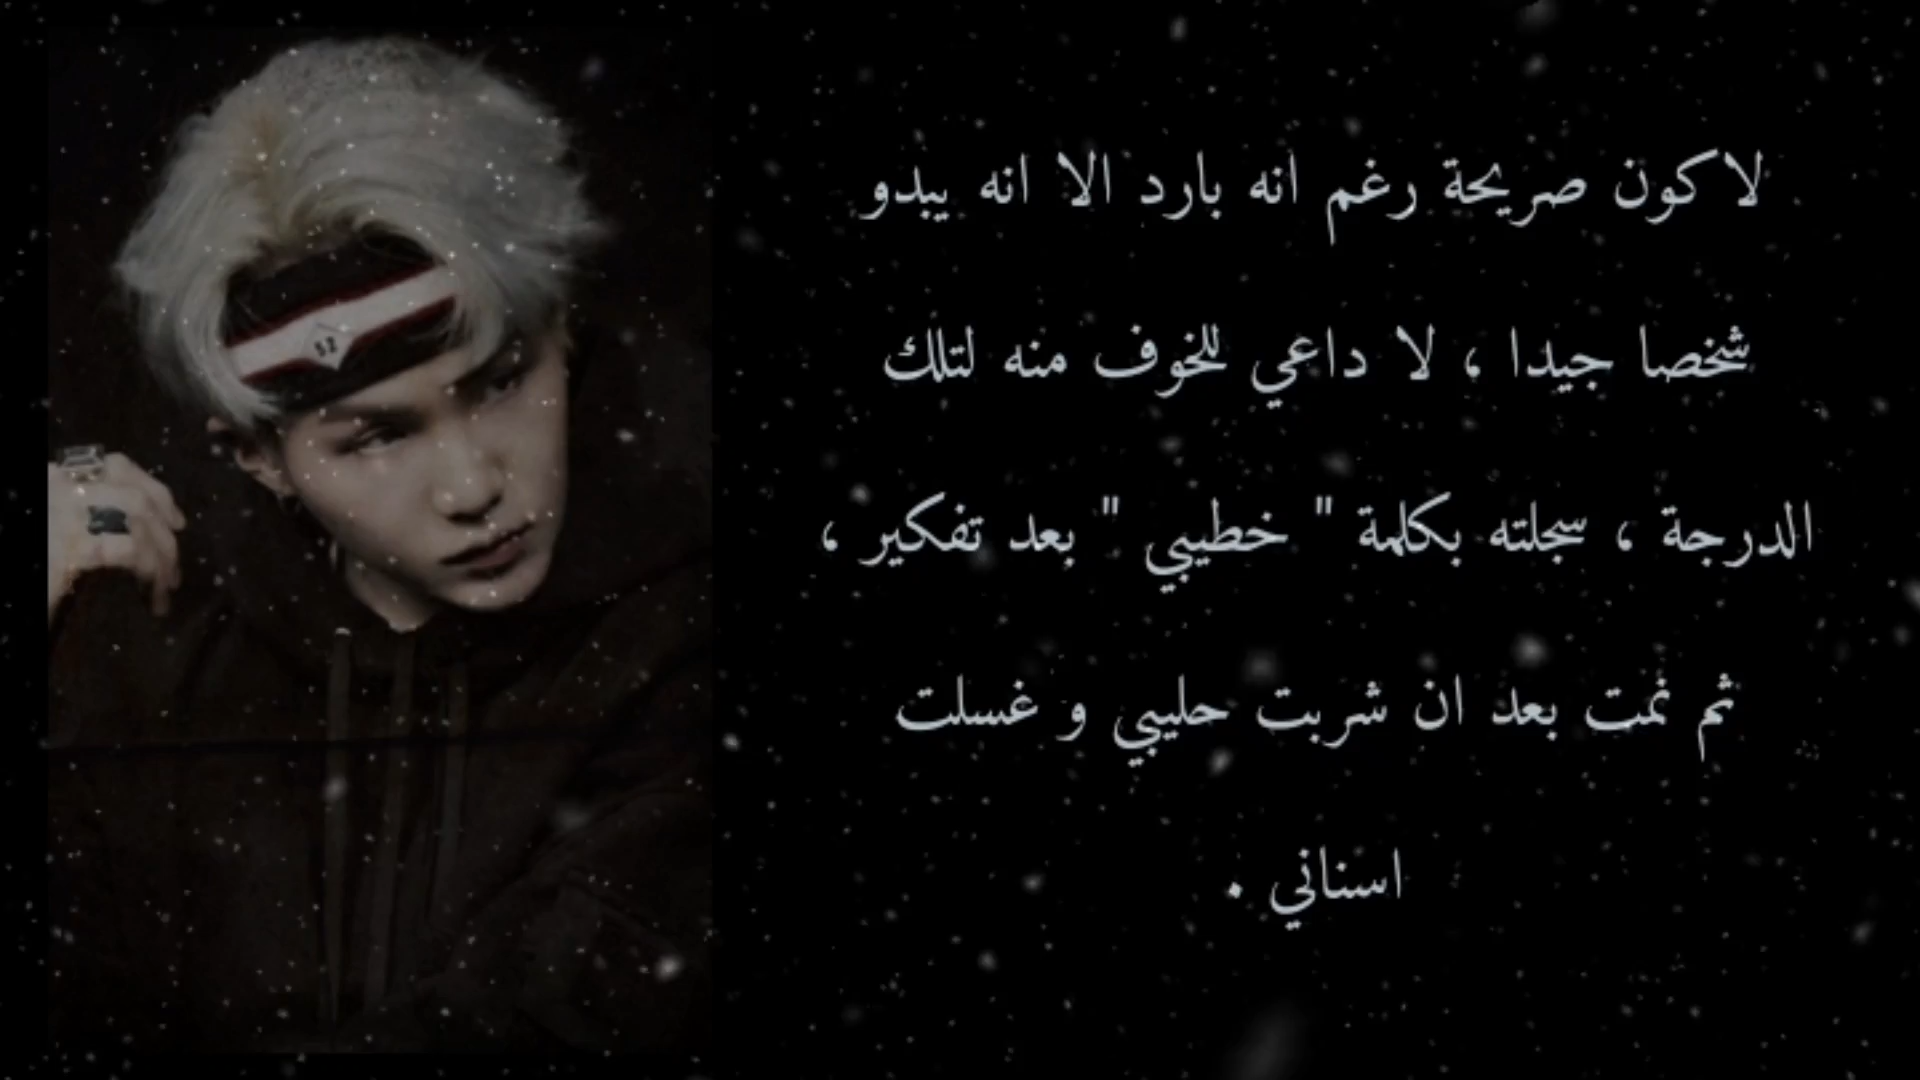 لاكون صريحة رغم انه بارد الا انه يبدو
شخصا جيدا ، لا داعي للخوف منه لتلك
الدرجة ، سجلته بكلمة " خطيبي " بعد تفكير ،
ثم نمت بعد ان شربت حليبي و غسلت
اسناني .